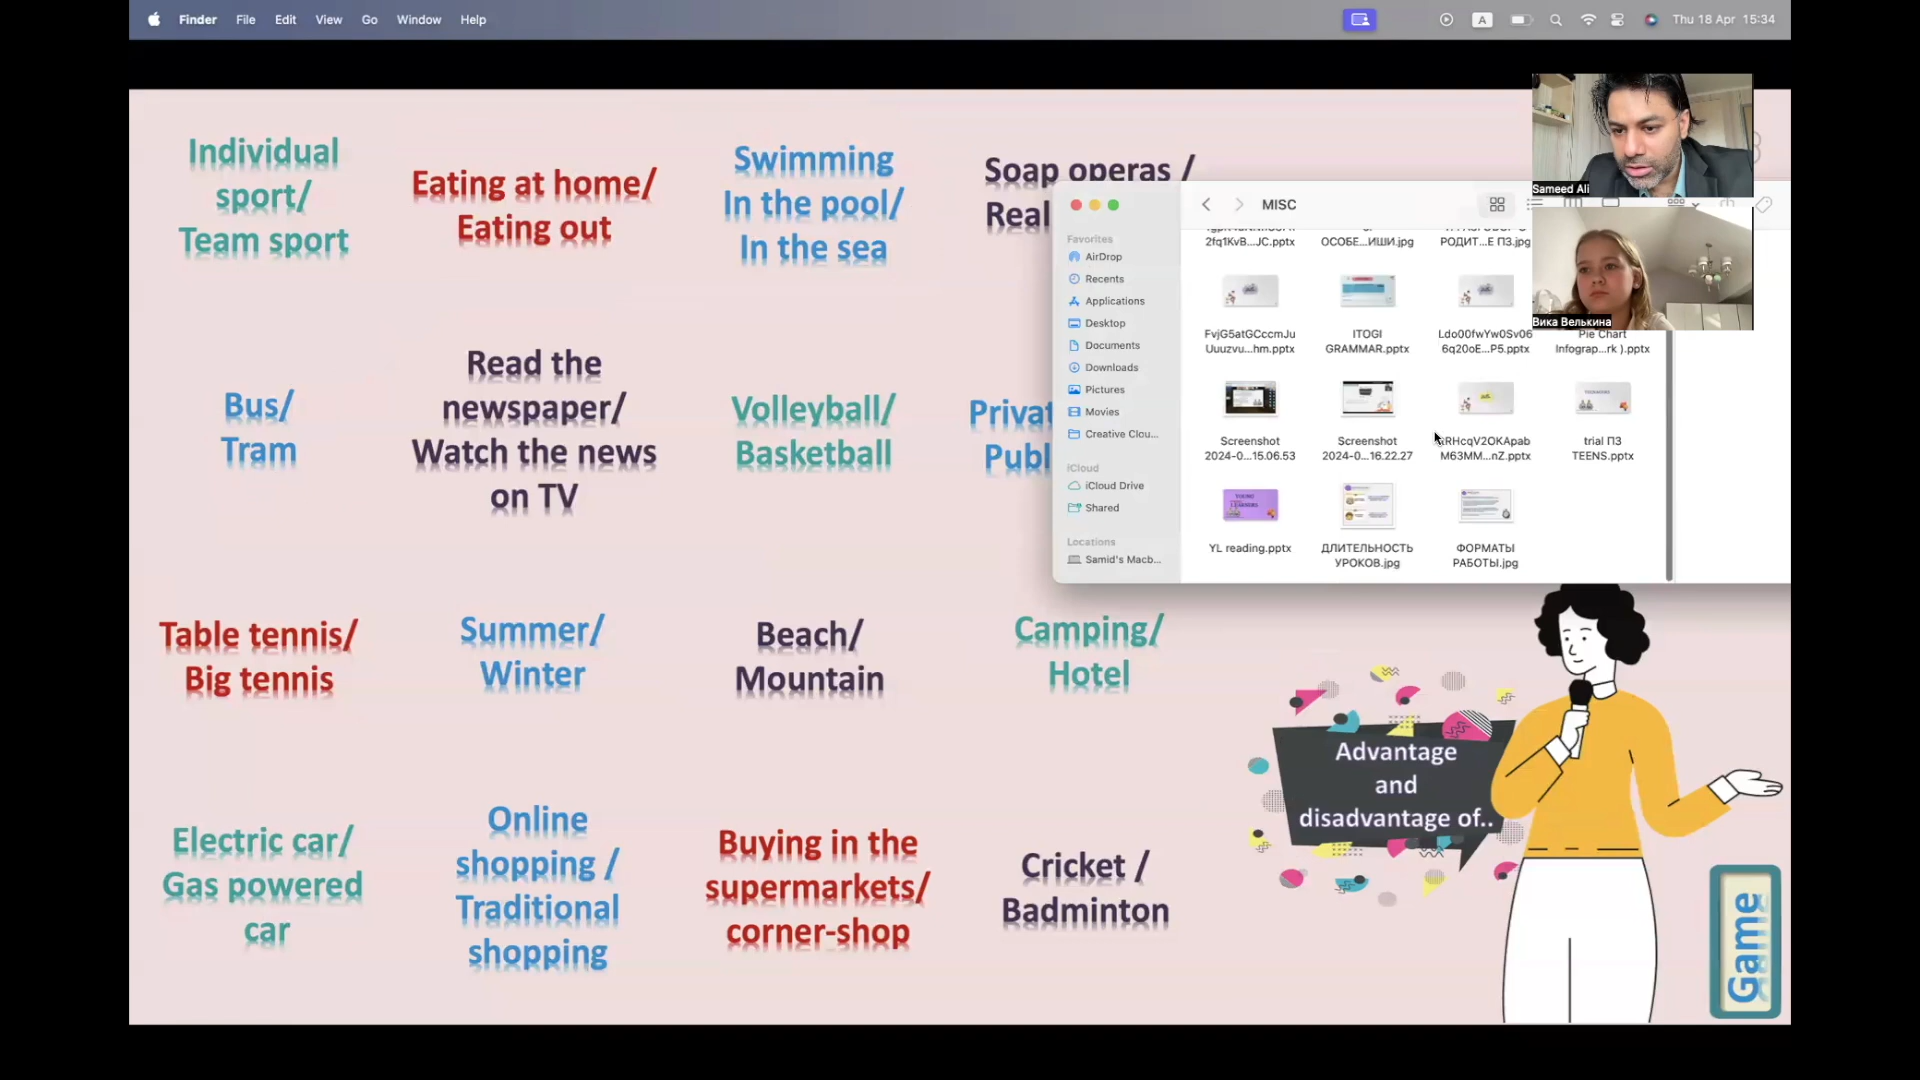 Finder File Edit View Go Window Help
A
Thu 18 Apr 15:34
Individual
sport/
Team sport
Eating at home/
Eating out
Swimming
In the pool/
In the sea
Soap operas /
Real
Sameed Ali
Вика Велькина
MISC
Favorites
AirDrop
Recents
Applications
Desktop
Documents
Downloads
Pictures
Movies
Creative Clou...
iCloud
iCloud Drive
Shared
Locations
Samid's Macb...
2fq1KvB...JC.pptx
ОСОБЕ...ИШИ.jpg
РОДИТ...Е ПЗ.jpg
FvjG5atGCccmJu
Uuuzvu...hm.pptx
ITOGI
GRAMMAR.pptx
Ldo00fwYw0Sv06
6q20oE...P5.pptx
Pie Chart
Infograp...rk ).pptx
Screenshot
2024-0...15.06.53
Screenshot
2024-0...16.22.27
RHcqV2OKApab
M63MM...nZ.pptx
trial ПЗ
TEENS.pptx
YL reading.pptx
ДЛИТЕЛЬНОСТЬ
УРОКОВ.jpg
ФОРМАТЫ
РАБОТЫ.jpg
YOUNG
LEARNERS
Bus/
Tram
Read the
newspaper/
Watch the news
on TV
Volleyball/
Basketball
Privat
Publ
Table tennis/
Big tennis
Summer/
Winter
Beach/
Mountain
Camping/
Hotel
Electric car/
Gas powered
car
Online
shopping /
Traditional
shopping
Buying in the
supermarkets/
corner-shop
Cricket /
Badminton
Advantage
and
disadvantage of..
Game